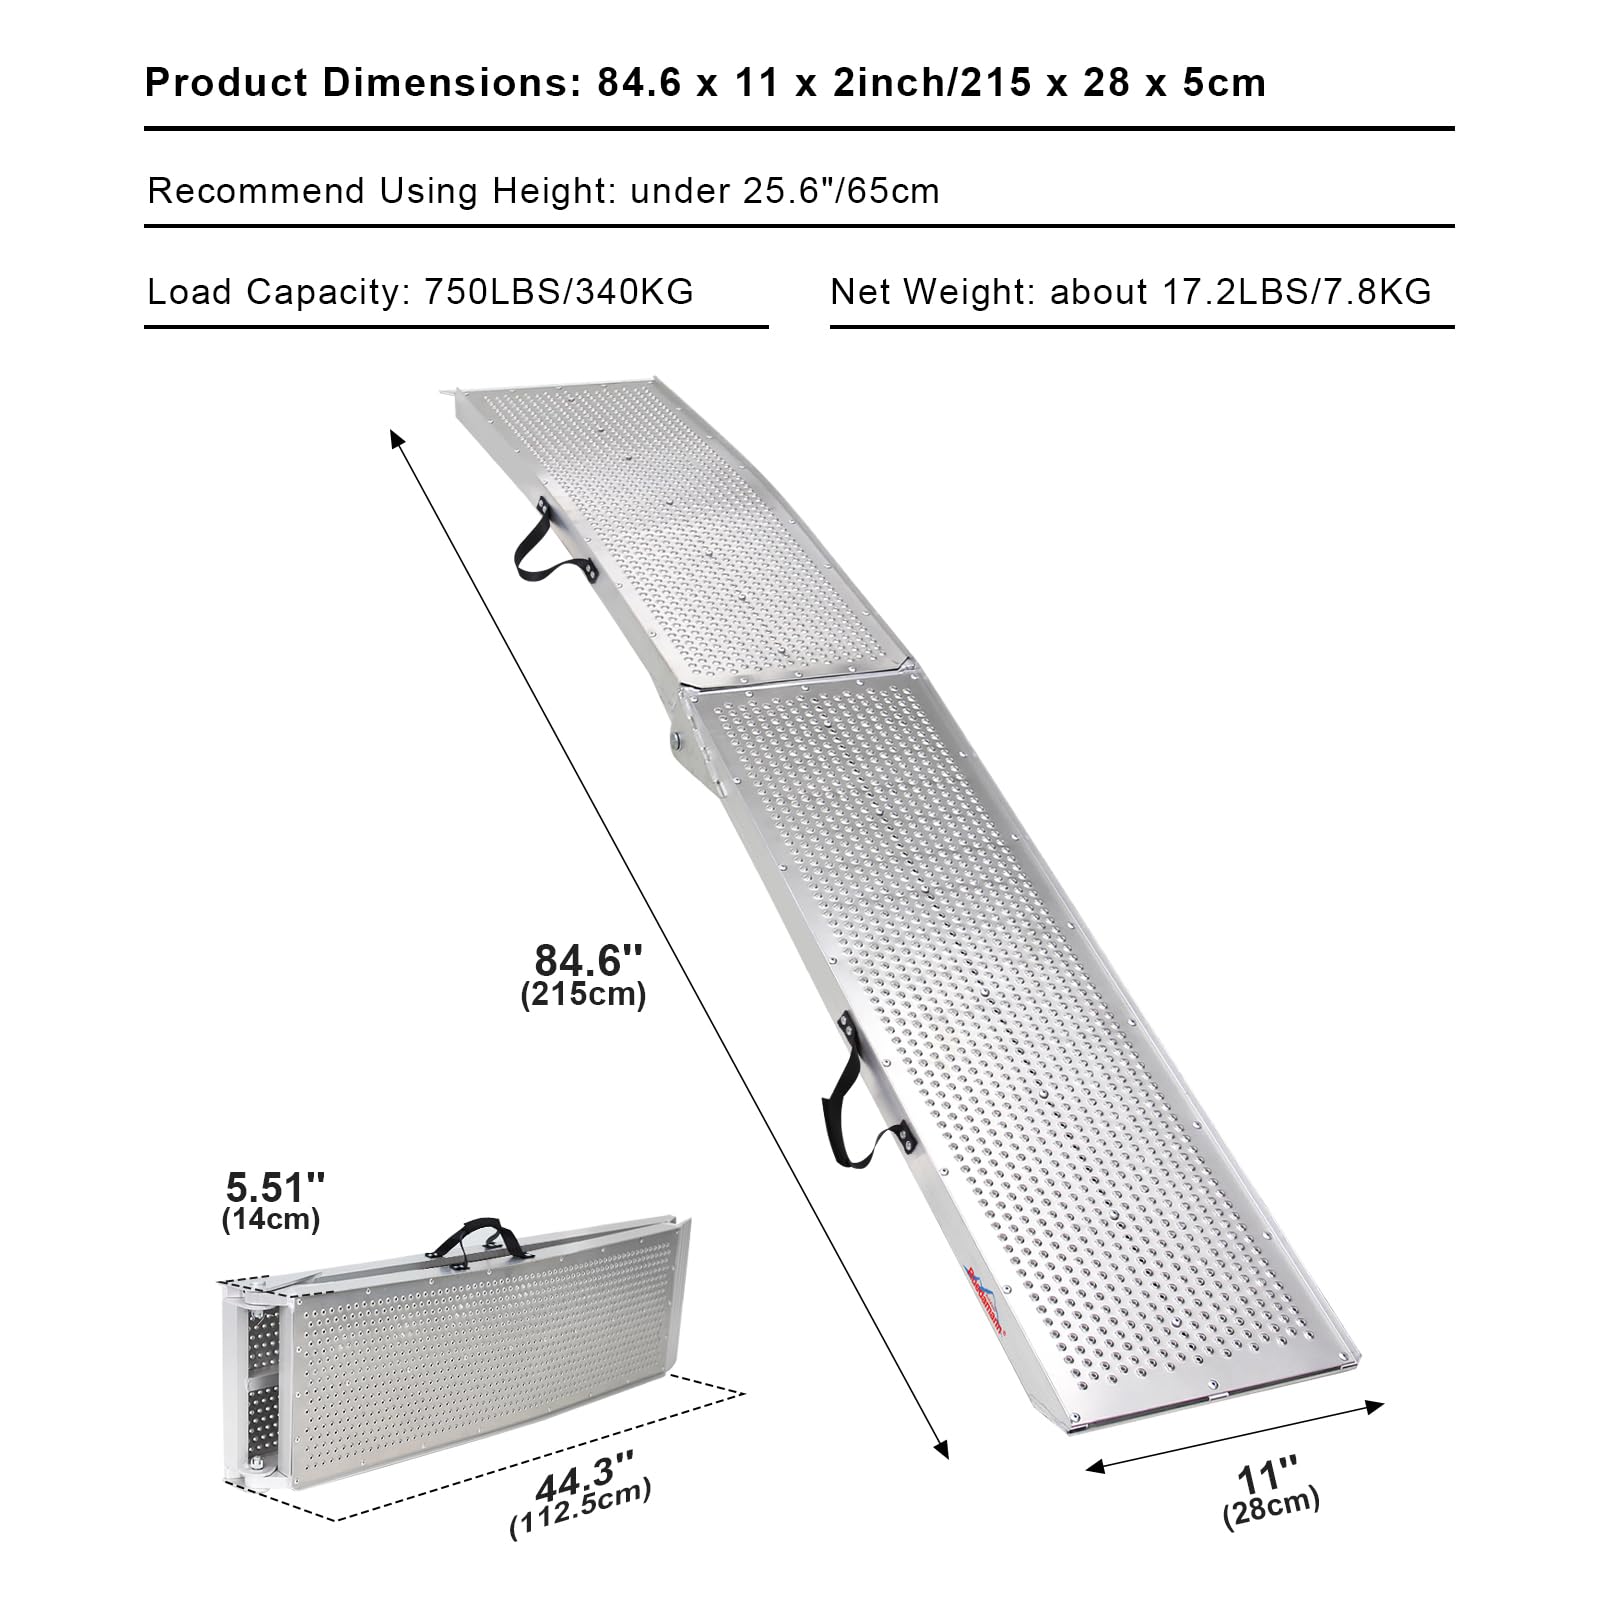 Product Dimensions: 84.6 x 11 x 2inch/215 x 28 x 5cm
Recommend Using Height: under 25.6"/65cm
Load Capacity: 750LBS/340KG
Net Weight: about 17.2LBS/7.8KG
84.6"
(215cm)
5.51"
(14cm)
44.3"
(112.5cm)
11"
(28cm)